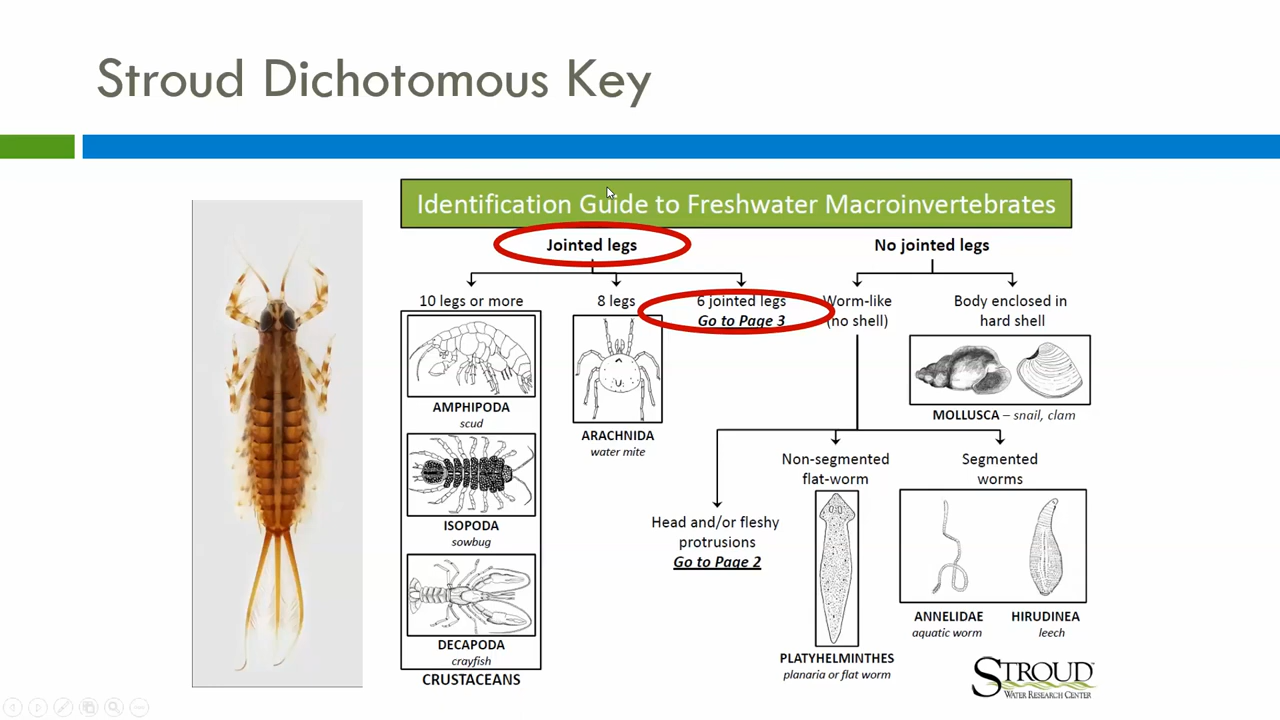 Stroud Dichotomous Key
Identification Guide to Freshwater Macroinvertebrates
Jointed legs
No jointed legs
10 legs or more
8 legs
6 jointed legs
Go to Page 3
Worm-like
(no shell)
Body enclosed in
hard shell
AMPHIPODA
scud
ISOPODA
sowbug
DECAPODA
crayfish
CRUSTACEANS
ARACHNIDA
water mite
MOLLUSCA – snail, clam
Head and/or fleshy
protrusions
Go to Page 2
Non-segmented
flat-worm
PLATYHELMINTHES
planaria or flat worm
Segmented
worms
ANNELIDAE
aquatic worm
HIRUDINEA
leech
STROUD™
WATER RESEARCH CENTER